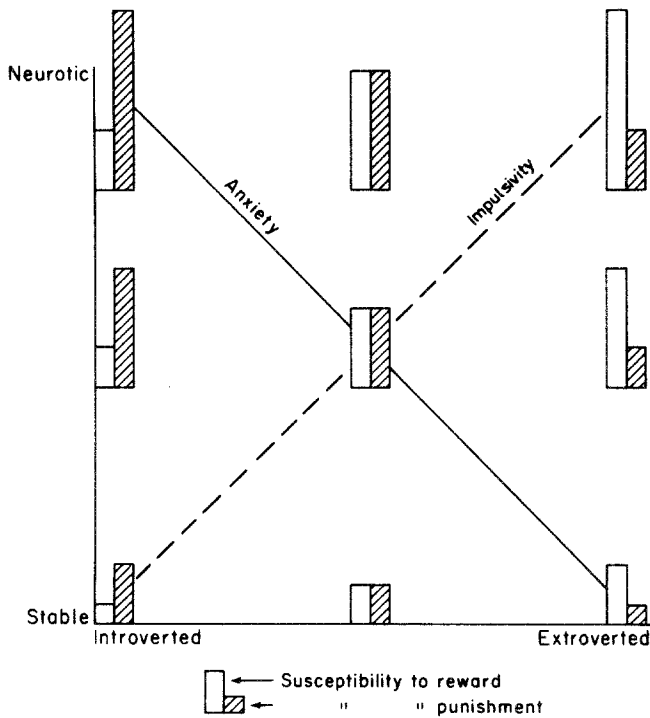 Neurotic
Anxiety
Impulsivity
Stable
Introverted
Extroverted
Susceptibility to reward
" " punishment